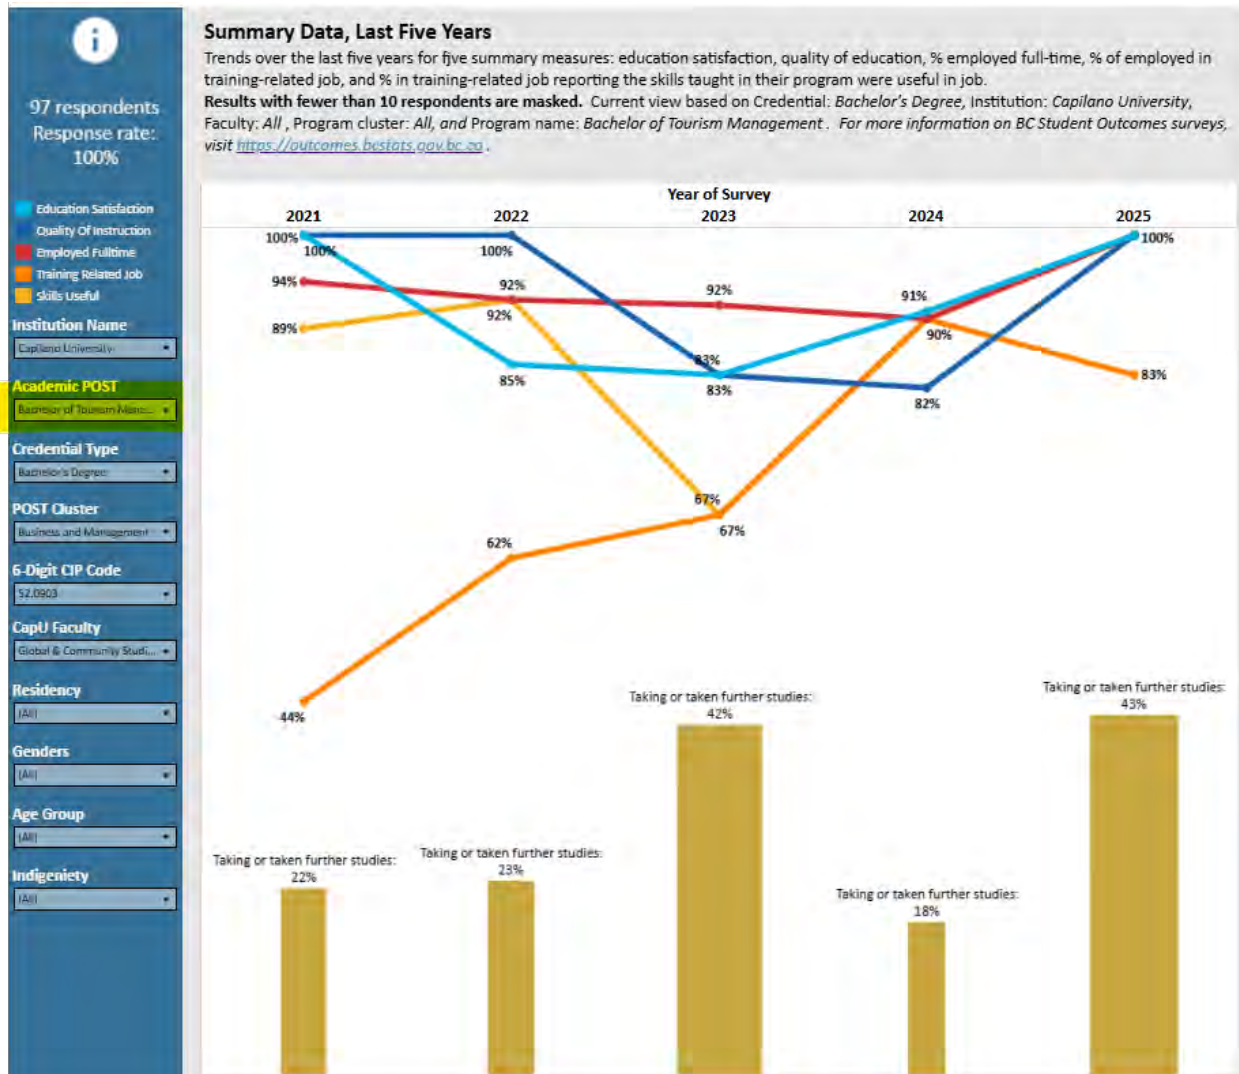 Summary Data, Last Five Years
Trends over the last five years for five summary measures: education satisfaction, quality of education, % employed full-time, % of employed in
training-related job, and % in training-related job reporting the skills taught in their program were useful in job.
Results with fewer than 10 respondents are masked. Current view based on Credential: Bachelor's Degree, Institution: Capilano University,
Faculty: All , Program cluster: All, and Program name: Bachelor of Tourism Management . For more information on BC Student Outcomes surveys,
visit https://outcomes.bcstats.gov.bc.ca .
i
97 respondents
Response rate:
100%
Education Satisfaction
Quality Of Instruction
Employed Fulltime
Training Related Job
Skills Useful
Institution Name
Capilano University
Academic POST
Bachelor of Tourism Mana...
Credential Type
Bachelor's Degree
POST Cluster
Business and Management
6-Digit CIP Code
52.0903
CapU Faculty
Global & Community Studi...
Residency
(All)
Genders
(All)
Age Group
(All)
Indigeniety
(All)
Year of Survey
2021 2022 2023 2024 2025
100% 100% 100% 100%
94% 92% 92% 91%
89% 92% 90%
85% 83% 83% 82% 83%
67%
67%
62%
44%
Taking or taken further studies:
22%
Taking or taken further studies:
23%
Taking or taken further studies:
42%
Taking or taken further studies:
18%
Taking or taken further studies:
43%